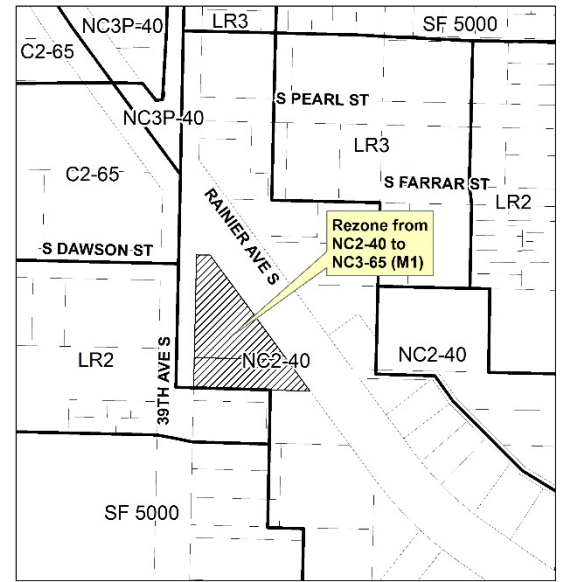 NC3P-40
LR3
SF 5000
C2-65
S PEARL ST
NC3P-40
LR3
C2-65
S FARRAR ST
RAINIER AVE S
LR2
Rezone from
NC2-40 to
NC3-65 (M1)
S DAWSON ST
NC2-40
LR2
NC2-40
39TH AVE S
SF 5000